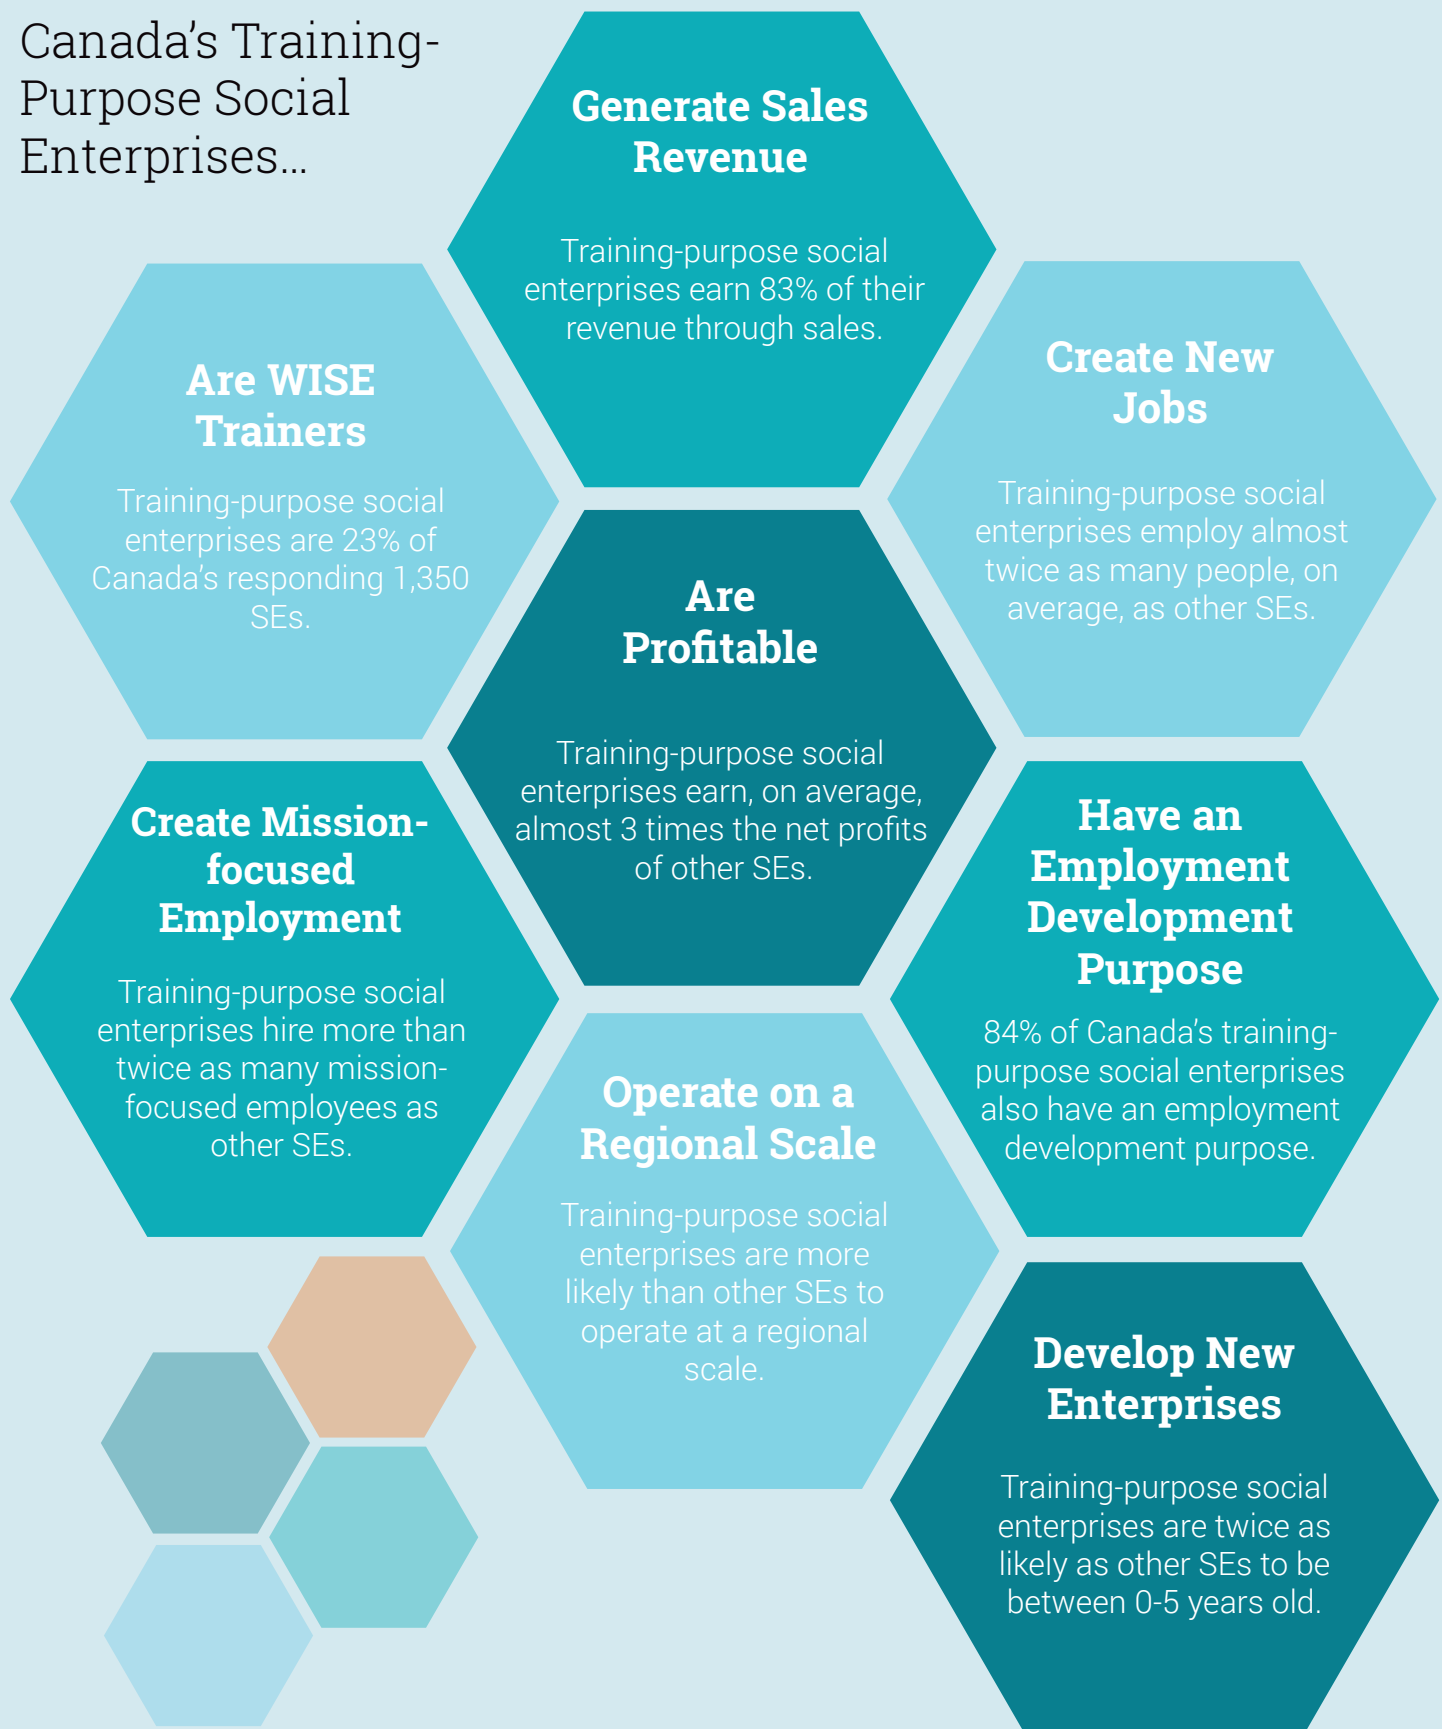 Canada's Training-
Purpose Social
Enterprises...
Generate Sales
Revenue
Training-purpose social
enterprises earn 83% of their
revenue through sales.
Are WISE
Trainers
Training-purpose social
enterprises are 23% of
Canada's responding 1,350
SEs.
Create New
Jobs
Training-purpose social
enterprises employ almost
twice as many people, on
average, as other SEs.
Are
Profitable
Training-purpose social
enterprises earn, on average,
almost 3 times the net profits
of other SEs.
Create Mission-
focused
Employment
Training-purpose social
enterprises hire more than
twice as many mission-
focused employees as
other SEs.
Have an
Employment
Development
Purpose
84% of Canada's training-
purpose social enterprises
also have an employment
development purpose.
Operate on a
Regional Scale
Training-purpose social
enterprises are more
likely than other SEs to
operate at a regional
scale.
Develop New
Enterprises
Training-purpose social
enterprises are twice as
likely as other SEs to be
between 0-5 years old.